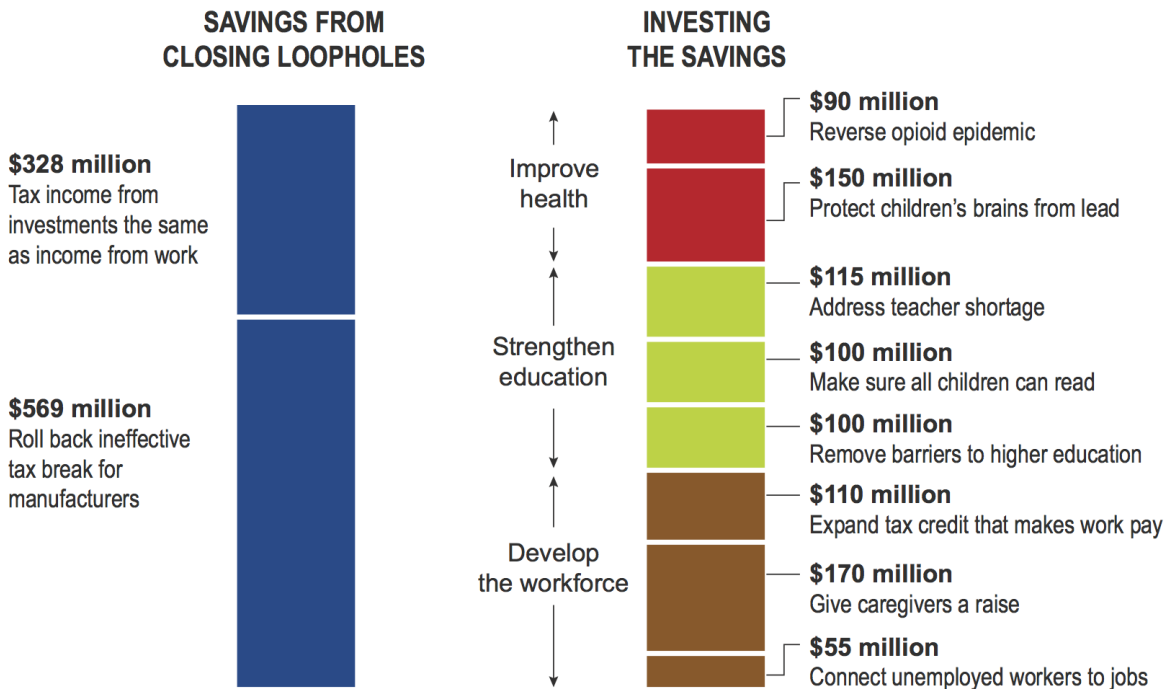 SAVINGS FROM
CLOSING LOOPHOLES
$328 million
Tax income from
investments the same
as income from work
$569 million
Roll back ineffective
tax break for
manufacturers
INVESTING
THE SAVINGS
Improve
health
Strengthen
education
Develop
the workforce
$90 million
Reverse opioid epidemic
$150 million
Protect children’s brains from lead
$115 million
Address teacher shortage
$100 million
Make sure all children can read
$100 million
Remove barriers to higher education
$110 million
Expand tax credit that makes work pay
$170 million
Give caregivers a raise
$55 million
Connect unemployed workers to jobs